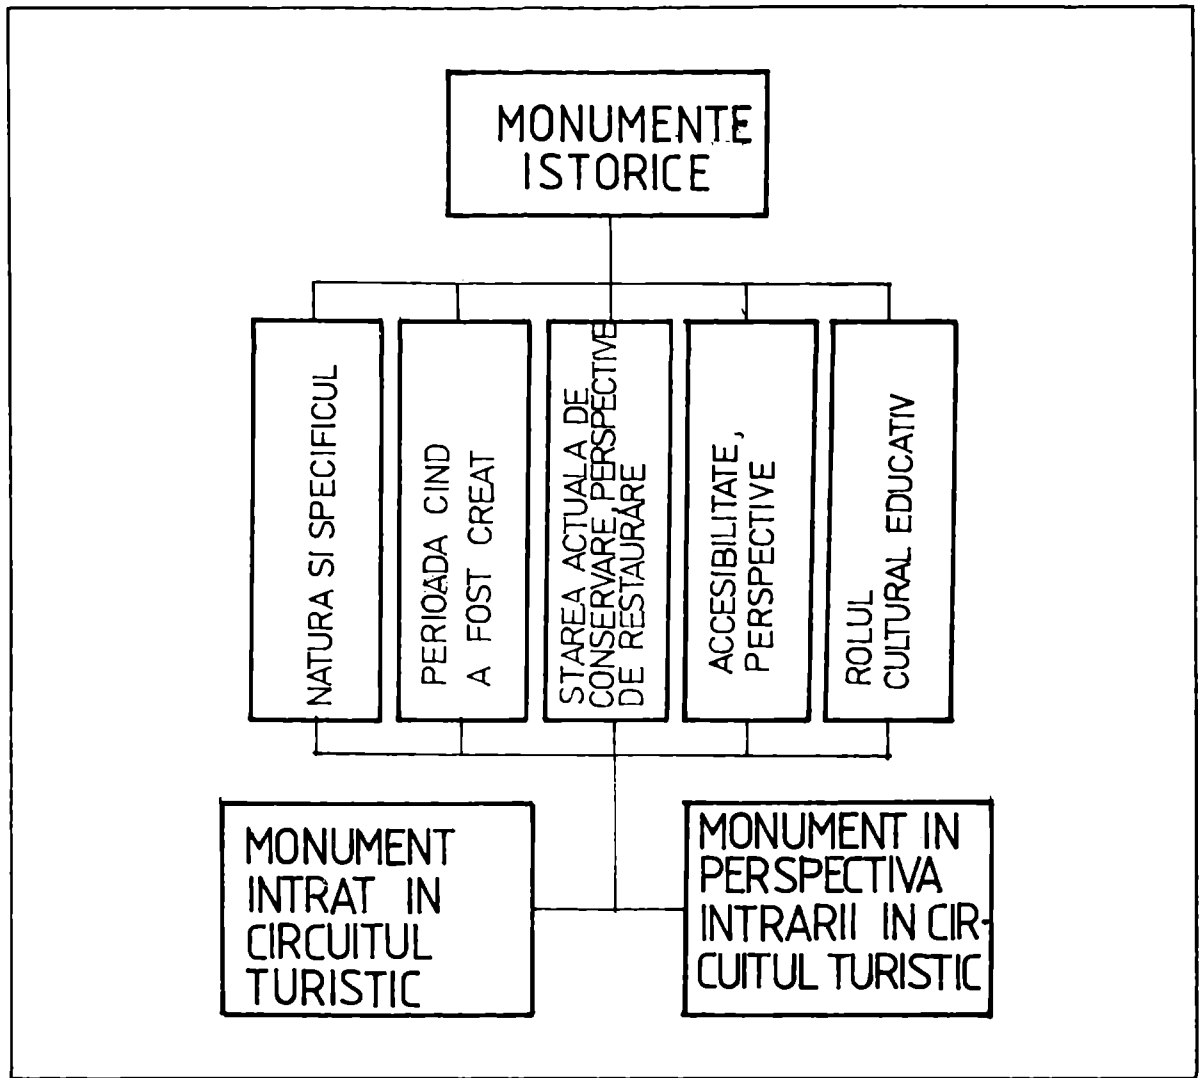 MONUMENTE
ISTORICE
NATURA SI SPECIFICUL
PERIOADA CIND
A FOST CREAT
STAREA ACTUALA DE
CONSERVARE, PERSPECTIVE
DE RESTAURARE
ACCESIBILITATE,
PERSPECTIVE
ROLUL
CULTURAL EDUCATIV
MONUMENT
INTRAT IN
CIRCUITUL
TURISTIC
MONUMENT IN
PERSPECTIVA
INTRARII IN CIR-
CUITUL TURISTIC